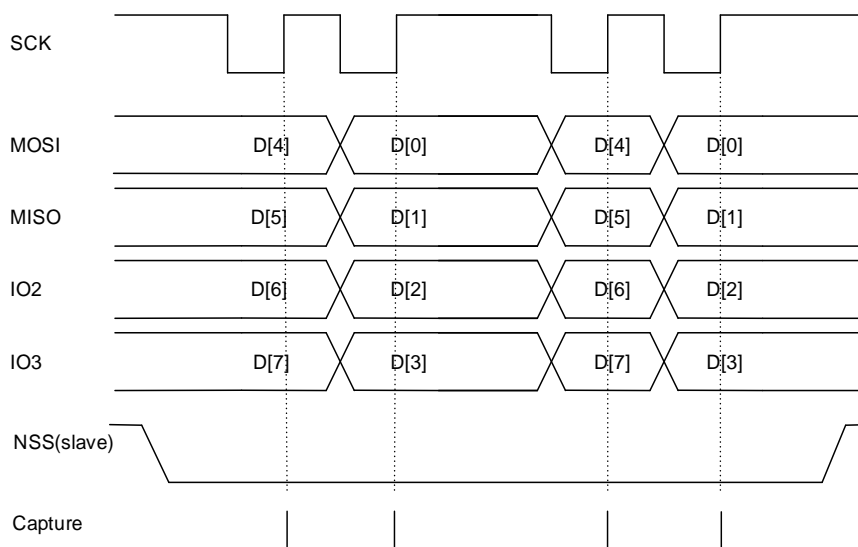 SCK
MOSI D[4] D[0] D[4] D[0]
MISO D[5] D[1] D[5] D[1]
IO2 D[6] D[2] D[6] D[2]
IO3 D[7] D[3] D[7] D[3]
NSS(slave)
Capture